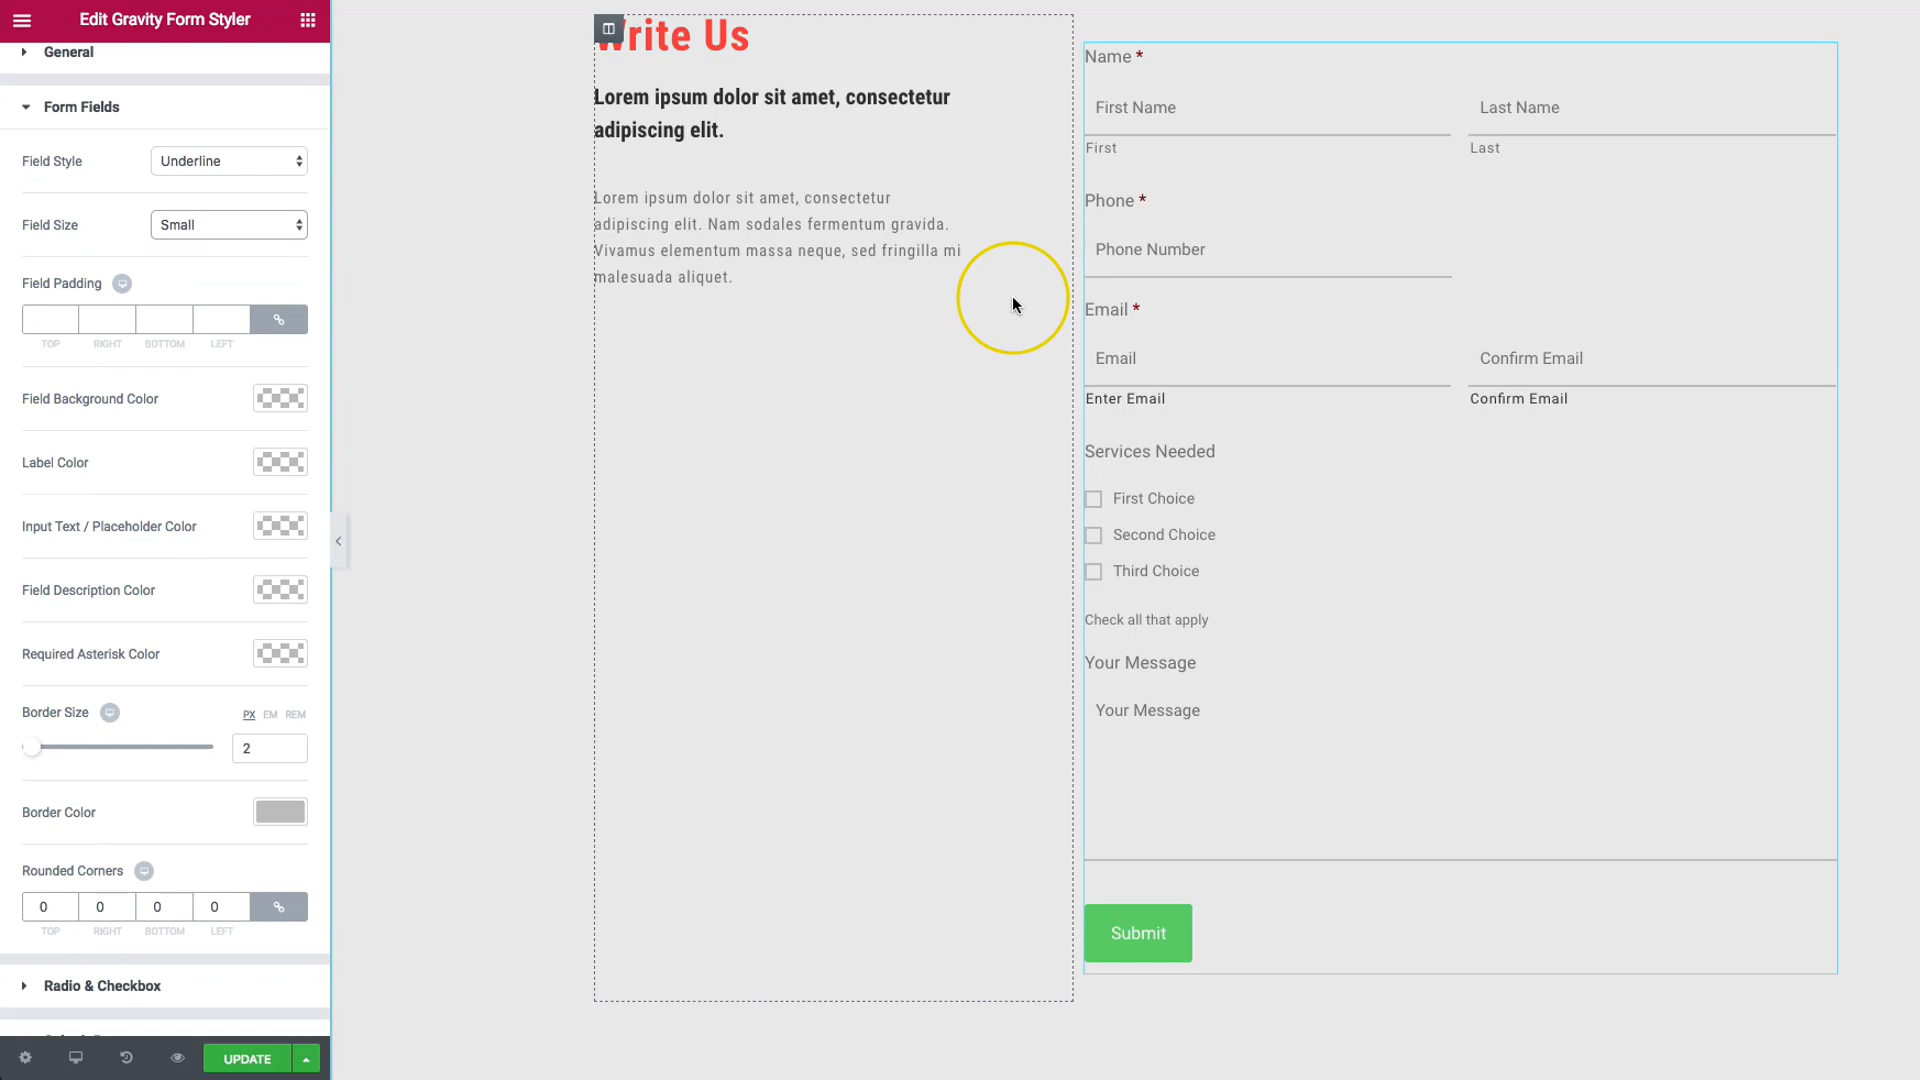 Edit Gravity Form Styler
General
Form Fields
Field Style
Underline
Field Size
Small
Field Padding
TOP RIGHT BOTTOM LEFT
Field Background Color
Label Color
Input Text / Placeholder Color
Field Description Color
Required Asterisk Color
Border Size
PX EM REM
2
Border Color
Rounded Corners
0 0 0 0
TOP RIGHT BOTTOM LEFT
Radio & Checkbox
UPDATE
Write Us
Lorem ipsum dolor sit amet, consectetur
adipiscing elit.
Lorem ipsum dolor sit amet, consectetur
adipiscing elit. Nam sodales fermentum gravida.
Vivamus elementum massa neque, sed fringilla mi
malesuada aliquet.
Name *
First Name
Last Name
First
Last
Phone *
Phone Number
Email *
Email
Confirm Email
Enter Email
Confirm Email
Services Needed
First Choice
Second Choice
Third Choice
Check all that apply
Your Message
Your Message
Submit